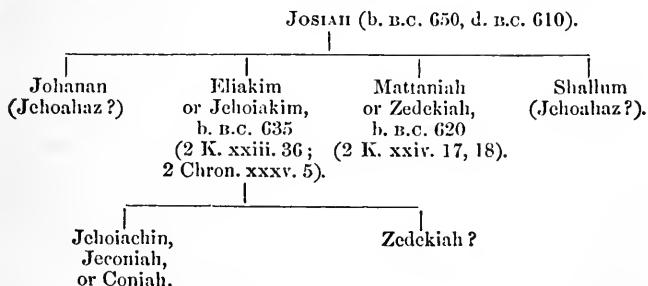 JOSIAH (b. B.C. 650, d. B.C. 610).
Johanan Eliakim Mattaniah Shallum
(Jehoahaz ?) or Jehoiakim, or Zedekiah, (Jehoahaz ?).
b. B.C. 635 b. B.C. 620
(2 K. xxiii. 36 ; (2 K. xxiv. 17, 18).
2 Chron. xxxv. 5).
Jehoiachin, Zedekiah ?
Jeconiah,
or Coniah.